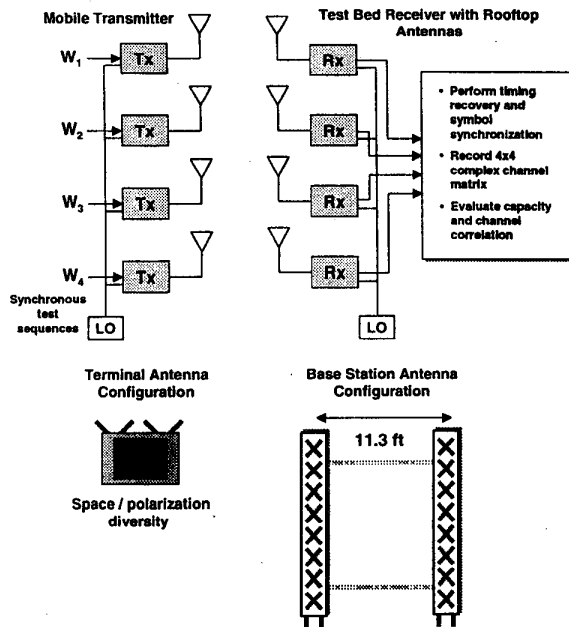 Mobile Transmitter
Test Bed Receiver with Rooftop
Antennas
W1
Tx
W2
Tx
W3
Tx
W4
Tx
Synchronous
test
sequences
LO
Rx
Rx
Rx
Rx
LO
• Perform timing
recovery and
symbol
synchronization
• Record 4x4
complex channel
matrix
• Evaluate capacity
and channel
correlation
Terminal Antenna
Configuration
Space / polarization
diversity
Base Station Antenna
Configuration
11.3 ft